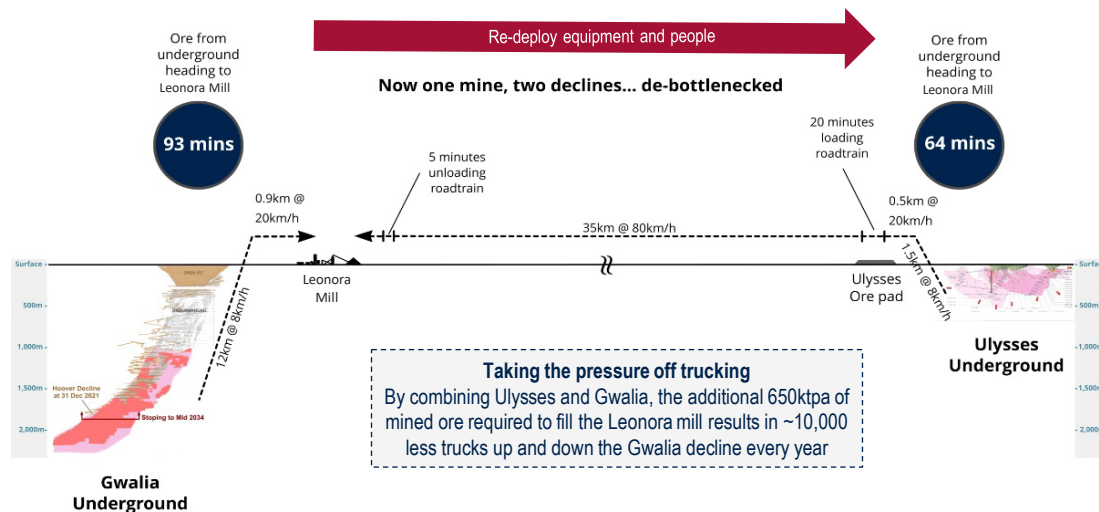 Re-deploy equipment and people
Now one mine, two declines... de-bottlenecked
Ore from
underground
heading to
Leonora Mill
93 mins
Ore from
underground
heading to
Leonora Mill
64 mins
0.9km @
20km/h
5 minutes
unloading
roadtrain
35km @ 80km/h
20 minutes
loading
roadtrain
0.5km @
20km/h
1.5km @ 8km/h
12km @ 8km/h
Leonora
Mill
Ulysses
Ore pad
Surface
500m
1,000m
1,500m
2,000m
OPEN PIT
UNDERGROUND
Hoover Decline
at 31 Dec 2021
Stoping to Mid 2034
Gwalia
Underground
Surface
500m
1,000m
1,500m
2,000m
Ulysses
Underground
Taking the pressure off trucking
By combining Ulysses and Gwalia, the additional 650ktpa of
mined ore required to fill the Leonora mill results in ~10,000
less trucks up and down the Gwalia decline every year